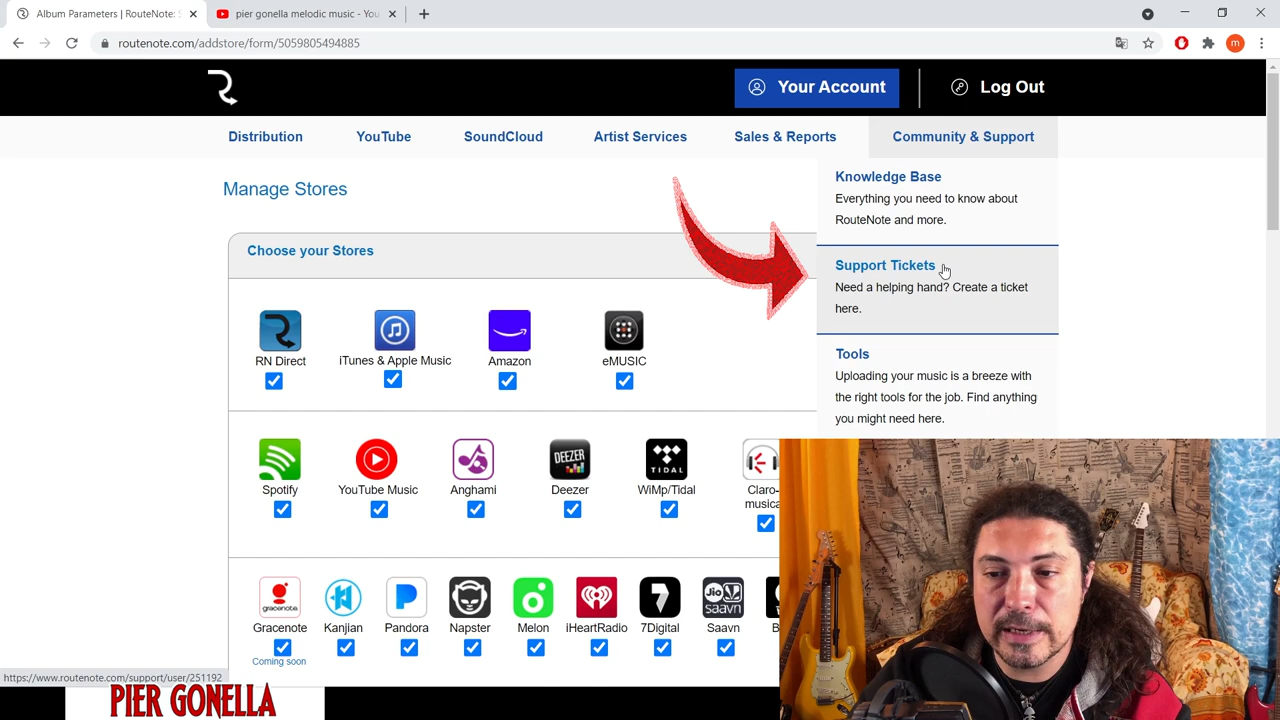 Album Parameters | RouteNote: S
pier gonella melodic music - You
routenote.com/addstore/form/5059805494885
m
Your Account
Log Out
Distribution
YouTube
SoundCloud
Artist Services
Sales & Reports
Community & Support
Manage Stores
Knowledge Base
Everything you need to know about
RouteNote and more.
Choose your Stores
Support Tickets
Need a helping hand? Create a ticket
here.
RN Direct
iTunes & Apple Music
Amazon
eMUSIC
Tools
Uploading your music is a breeze with
the right tools for the job. Find anything
you might need here.
DEEZER
TIDAL
Spotify
YouTube Music
Anghami
Deezer
WiMp/Tidal
Claro-
musica
gracenote.
Jio
saavn
Gracenote
Kanjian
Pandora
Napster
Melon
iHeartRadio
7Digital
Saavn
B
Coming soon
https://www.routenote.com/support/user/251192
PIER GONELLA